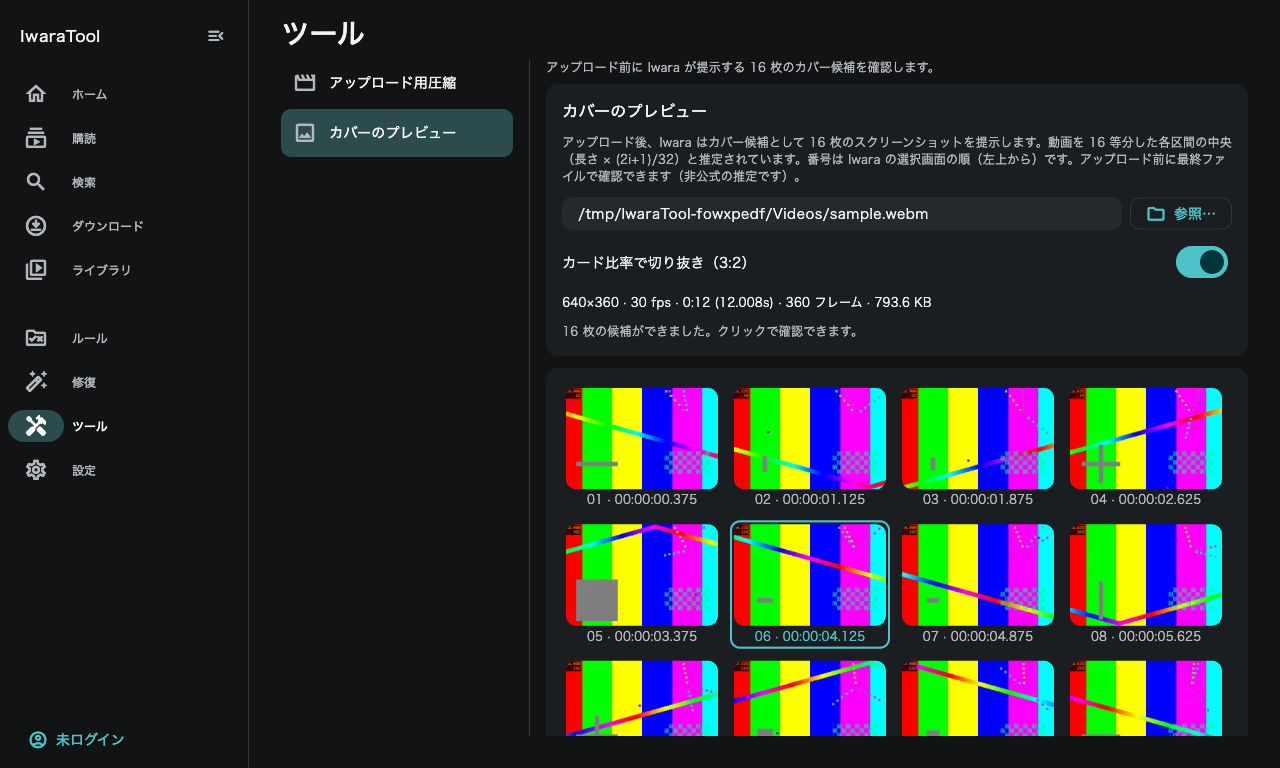 IwaraTool
ホーム
購読
検索
ダウンロード
ライブラリ
ルール
修復
ツール
設定
未ログイン
ツール
アップロード用圧縮
カバーのプレビュー
アップロード前に Iwara が提示する 16 枚のカバー候補を確認します。
カバーのプレビュー
アップロード後、Iwara はカバー候補として 16 枚のスクリーンショットを提示します。動画を 16 等分した各区間の中央
（長さ × (2i+1)/32）と推定されています。番号は Iwara の選択画面の順（左上から）です。アップロード前に最終ファ
イルで確認できます（非公式の推定です）。
/tmp/IwaraTool-fowxpedf/Videos/sample.webm
参照…
カード比率で切り抜き（3:2）
640×360 · 30 fps · 0:12 (12.008s) · 360 フレーム · 793.6 KB
16 枚の候補ができました。クリックで確認できます。
01 · 00:00:00.375
02 · 00:00:01.125
03 · 00:00:01.875
04 · 00:00:02.625
05 · 00:00:03.375
06 · 00:00:04.125
07 · 00:00:04.875
08 · 00:00:05.625